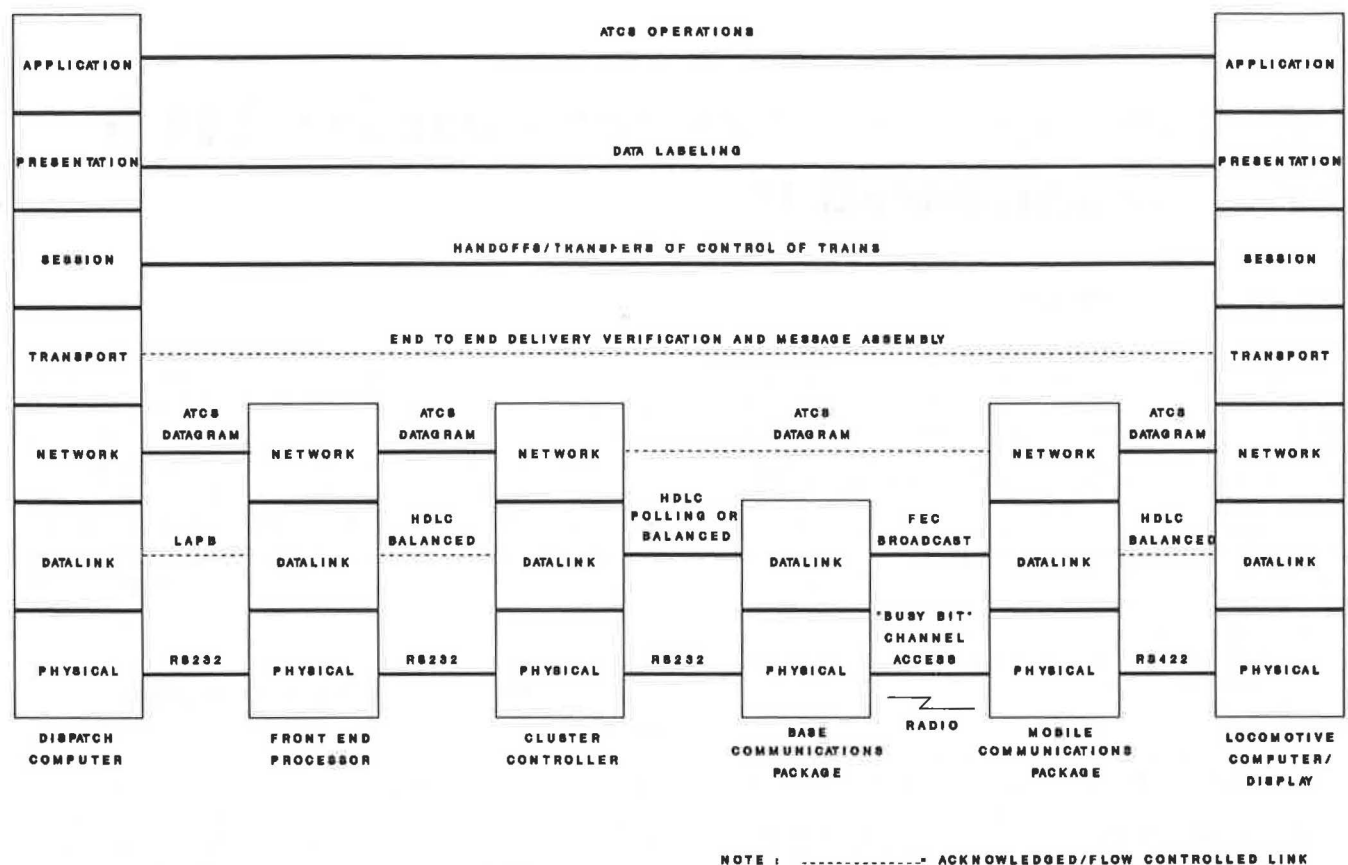 ATCS OPERATIONS
APPLICATION
APPLICATION
DATA LABELING
PRESENTATION
PRESENTATION
HANDOFFS/TRANSFERS OF CONTROL OF TRAINS
SESSION
SESSION
END TO END DELIVERY VERIFICATION AND MESSAGE ASSEMBLY
TRANSPORT
TRANSPORT
ATCS
DATAGRAM
ATCS
DATAGRAM
ATCS
DATAGRAM
ATCS
DATAGRAM
NETWORK
NETWORK
NETWORK
NETWORK
NETWORK
LAPB
HDLC
BALANCED
HDLC
POLLING OR
BALANCED
FEC
BROADCAST
HDLC
BALANCED
DATALINK
DATALINK
DATALINK
DATALINK
DATALINK
DATALINK
RS232
RS232
RS232
"BUSY BIT"
CHANNEL
ACCESS
RS422
PHYSICAL
PHYSICAL
PHYSICAL
PHYSICAL
PHYSICAL
PHYSICAL
RADIO
DISPATCH
COMPUTER
FRONT END
PROCESSOR
CLUSTER
CONTROLLER
BASE
COMMUNICATIONS
PACKAGE
MOBILE
COMMUNICATIONS
PACKAGE
LOCOMOTIVE
COMPUTER/
DISPLAY
NOTE : ------------- = ACKNOWLEDGED/FLOW CONTROLLED LINK